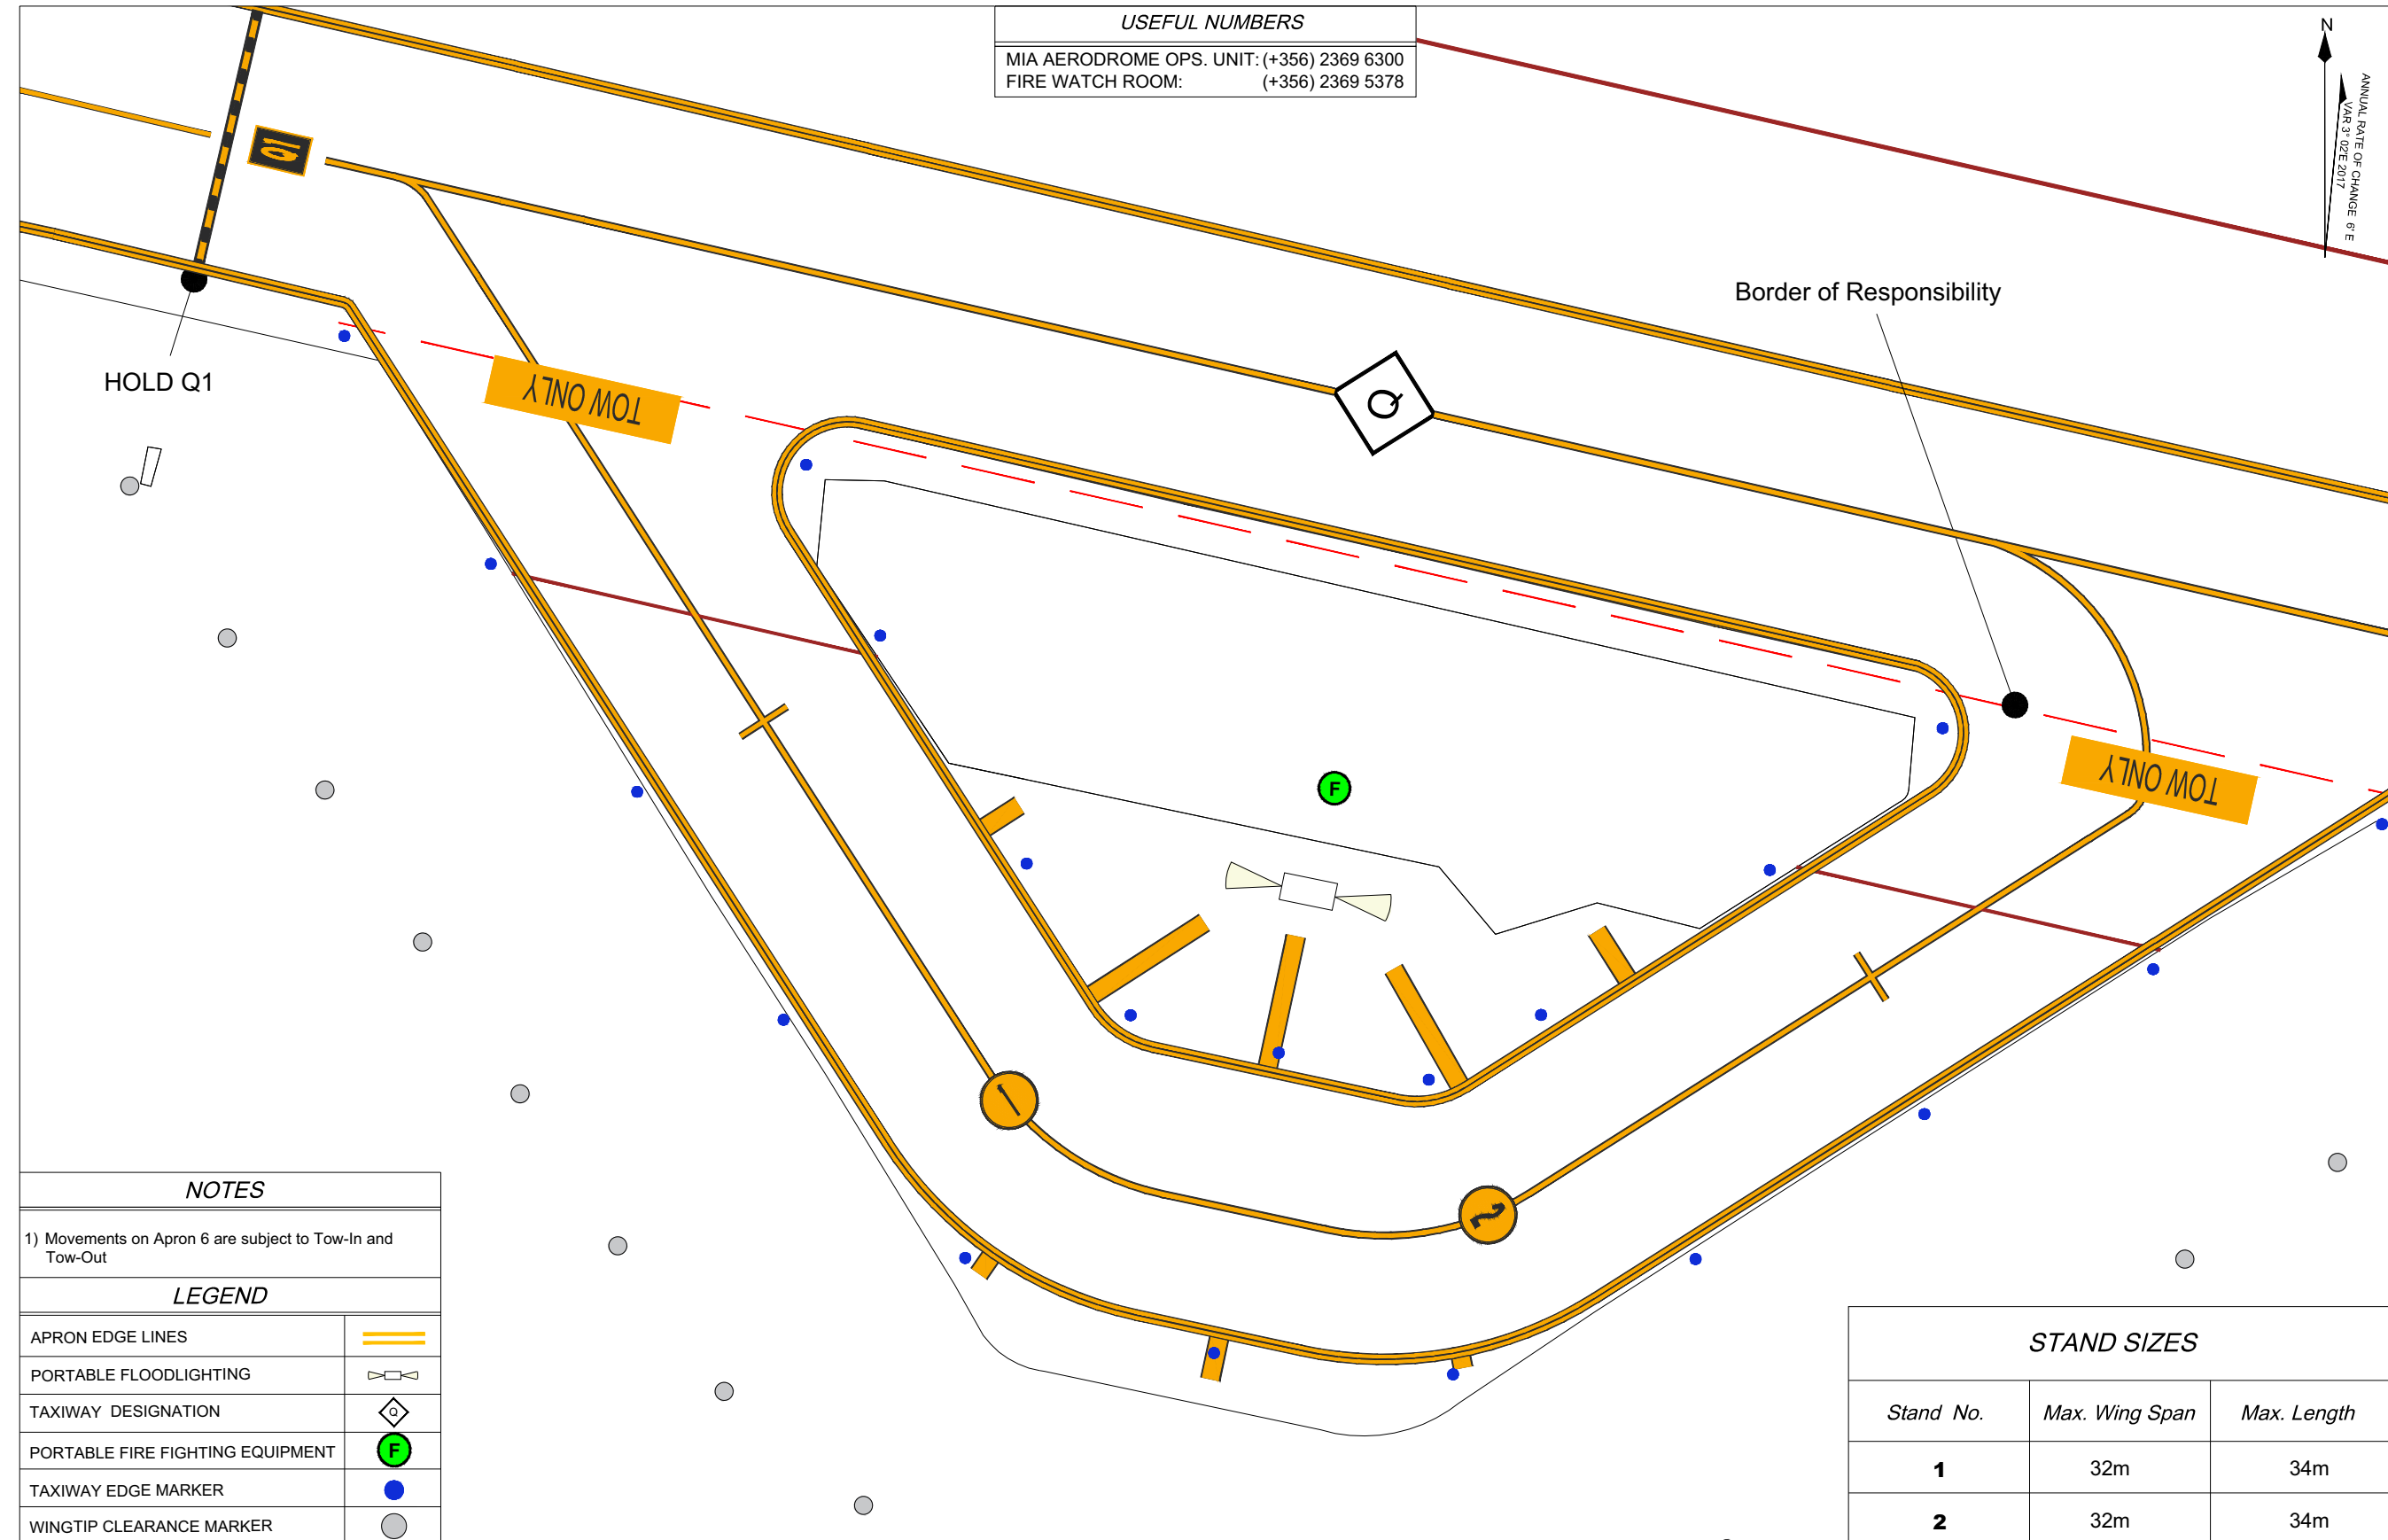 USEFUL NUMBERS
MIA AERODROME OPS. UNIT: (+356) 2369 6300
FIRE WATCH ROOM: (+356) 2369 5378
N
ANNUAL RATE OF CHANGE 6' E
VAR 3° 02'E 2017
Border of Responsibility
HOLD Q1
TOW ONLY
Q
TOW ONLY
F
1
2
NOTES
1) Movements on Apron 6 are subject to Tow-In and
Tow-Out
LEGEND
APRON EDGE LINES
PORTABLE FLOODLIGHTING
TAXIWAY DESIGNATION Q
PORTABLE FIRE FIGHTING EQUIPMENT F
TAXIWAY EDGE MARKER
WINGTIP CLEARANCE MARKER
STAND SIZES
Stand No. Max. Wing Span Max. Length
1 32m 34m
2 32m 34m